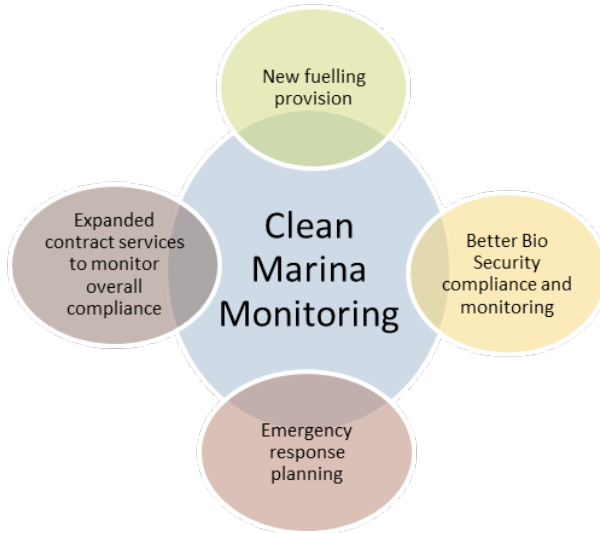 New fuelling
provision
Expanded
contract services
to monitor
overall
compliance
Clean
Marina
Monitoring
Better Bio
Security
compliance and
monitoring
Emergency
response
planning